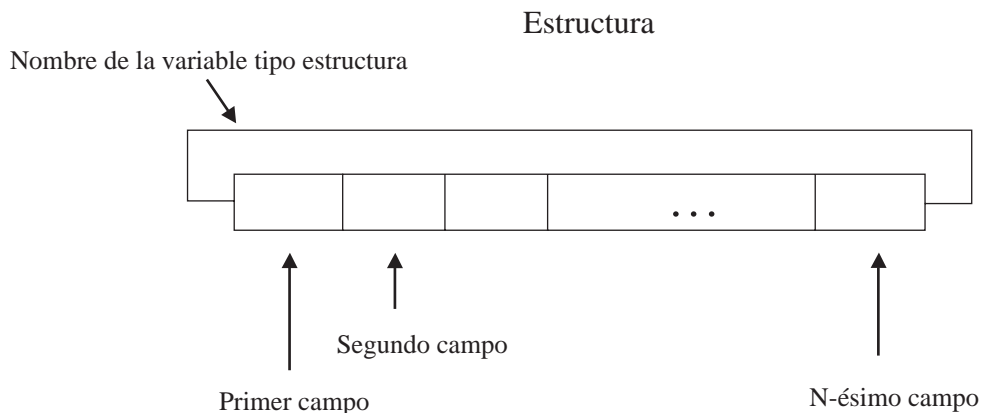 Estructura
Nombre de la variable tipo estructura
. . .
Segundo campo
Primer campo
N-ésimo campo